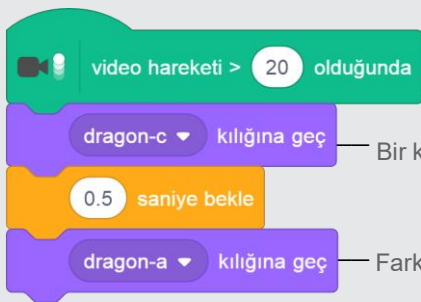 video hareketi > 20 olduğunda
dragon-c kılığına geç
Bir k
0.5 saniye bekle
dragon-a kılığına geç
Fark